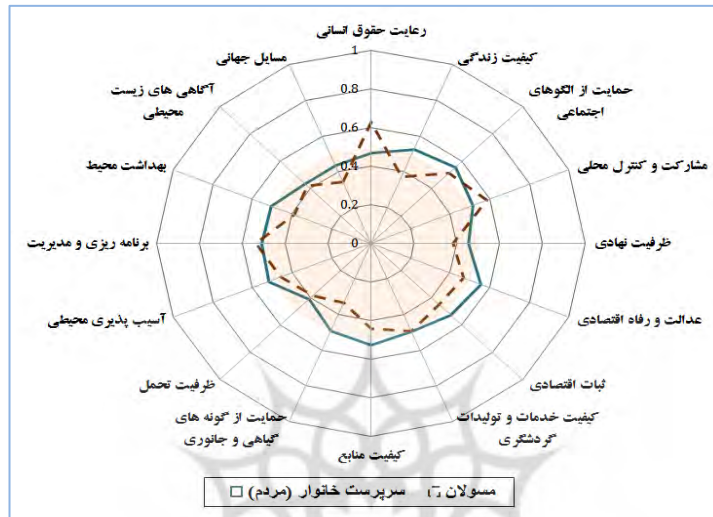 رعایت حقوق انسانی
کیفیت زندگی
حمایت از الگوهای
اجتماعی
مشارکت و کنترل محلی
ظرفیت نهادی
عدالت و رفاه اقتصادی
ثبات اقتصادی
کیفیت خدمات و تولیدات
گردشگری
کیفیت منابع
حمایت از گونه های
گیاهی و جانوری
ظرفیت تحمل
آسیب پذیری محیطی
برنامه ریزی و مدیریت
بهداشت محیط
آگاهی های زیست
محیطی
مسایل جهانی
1
0.8
0.6
0.4
0.2
0
سرپرست خانوار (مردم)
مسولان